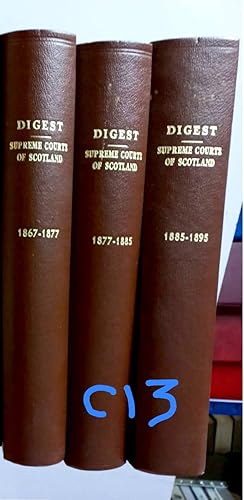 DIGEST
SUPREME COURTS
OF SCOTLAND
1867-1877
DIGEST
SUPREME COURTS
OF SCOTLAND
1877-1885
DIGEST
SUPREME COURTS
OF SCOTLAND
1885-1895
C13